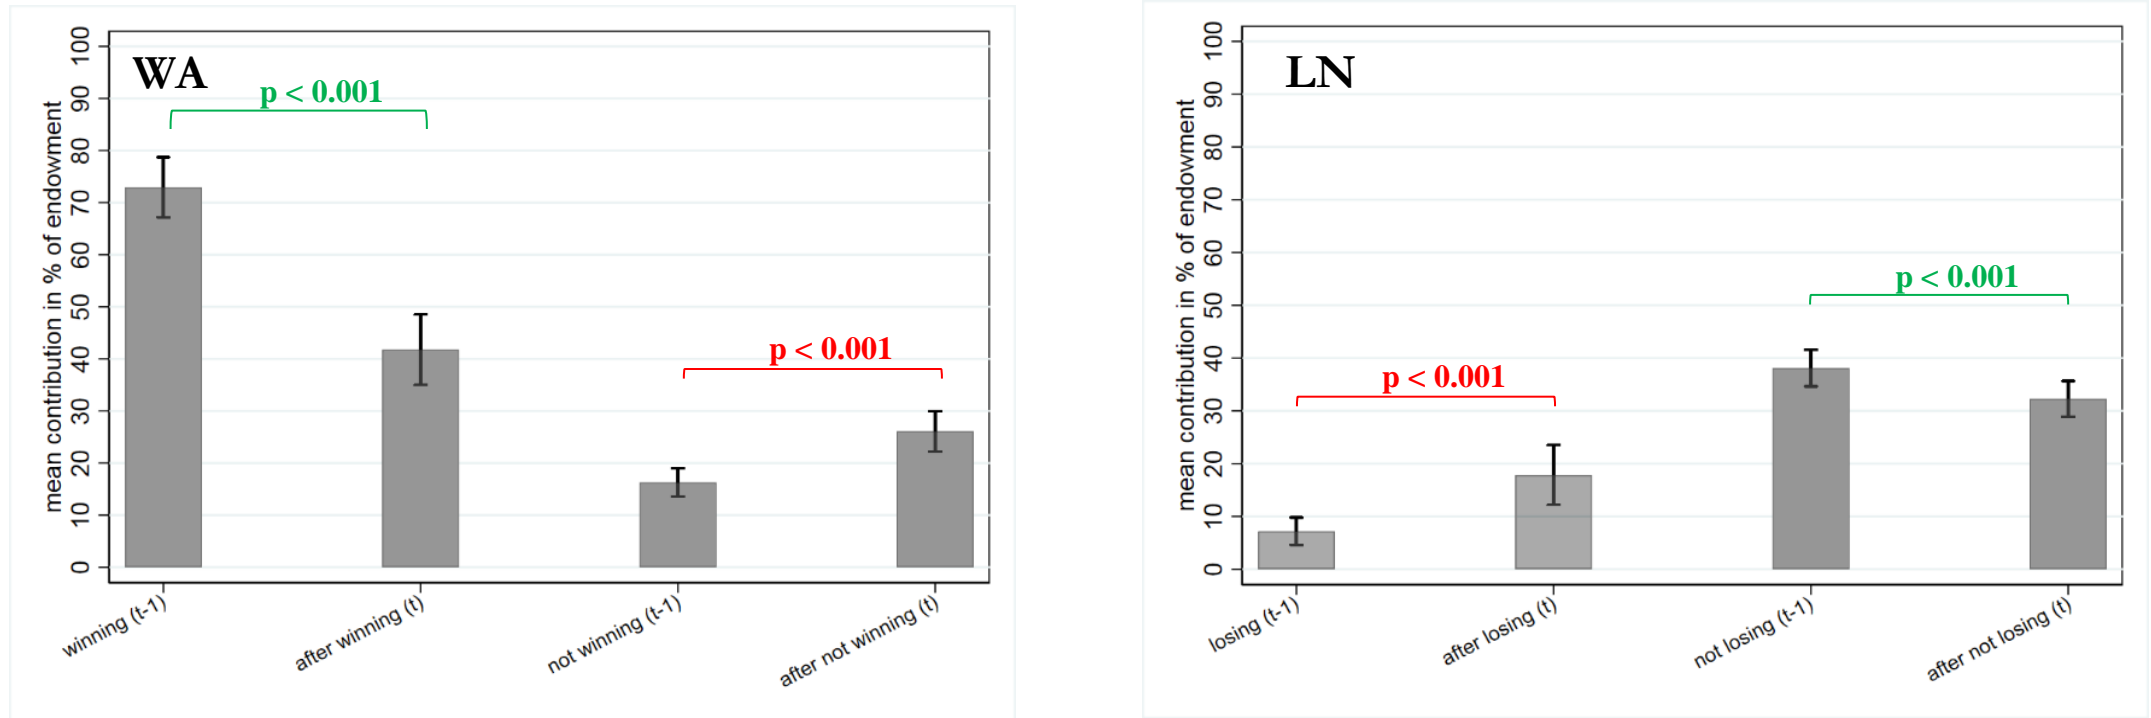 WA
p < 0.001
p < 0.001
mean contribution in % of endowment
100
90
80
70
60
50
40
30
20
10
0
winning (t-1)
after winning (t)
not winning (t-1)
after not winning (t)
LN
p < 0.001
p < 0.001
mean contribution in % of endowment
100
90
80
70
60
50
40
30
20
10
0
losing (t-1)
after losing (t)
not losing (t-1)
after not losing (t)